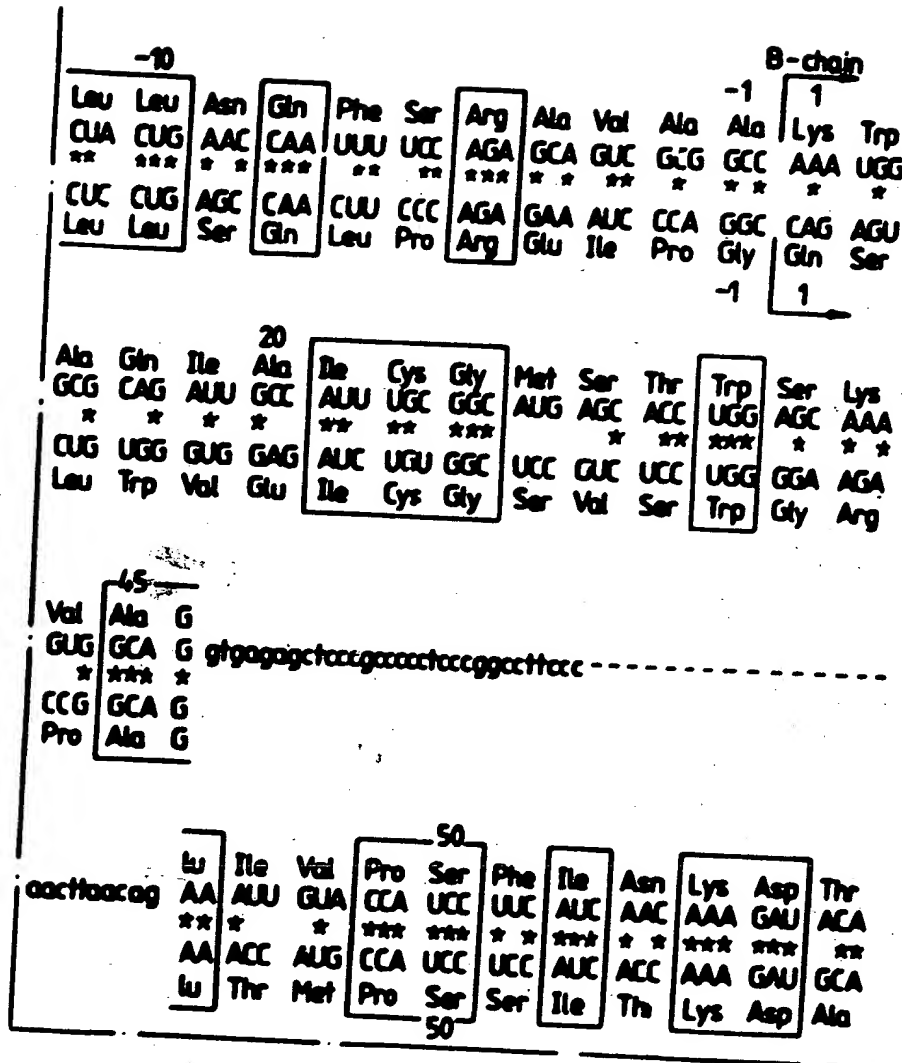 -10 B-chain
-1 1
Leu Leu Asn Gln Phe Ser Arg Ala Val Ala Ala Lys Trp
CUA CUG AAC CAA UUU UCC AGA GCA GUC GCG GCC AAA UGG
** *** * * *** ** ** *** * * ** * * * * *
CUC CUG AGC CAA CUU CCC AGA GAA AUC CCA GGC CAG AGU
Leu Leu Ser Gln Leu Pro Arg Glu Ile Pro Gly Gln Ser
-1 1
20
Ala Gln Ile Ala Ile Cys Gly Met Ser Thr Trp Ser Lys
GCG CAG AUU GCC AUU UGC GGC AUG AGC ACC UGG AGC AAA
* * * * ** ** *** * ** *** * * *
CUG UGG GUG GAG AUC UGU GGC UCC GUC UCC UGG GGA AGA
Leu Trp Val Glu Ile Cys Gly Ser Val Ser Trp Gly Arg
45
Val Ala G
GUG GCA G gtgagagctcccgcccccctcccggccttccc - - - - - - - - - - - - -
* *** *
CCG GCA G
Pro Ala G
50
lu Ile Val Pro Ser Phe Ile Asn Lys Asp Thr
aacttaacag AA AUU GUA CCA UCC UUC AUC AAC AAA GAU ACA
** * * *** *** * * *** * * *** *** **
AA ACC AUG CCA UCC UCC AUC ACC AAA GAU GCA
lu Thr Met Pro Ser Ser Ile Th Lys Asp Ala
50